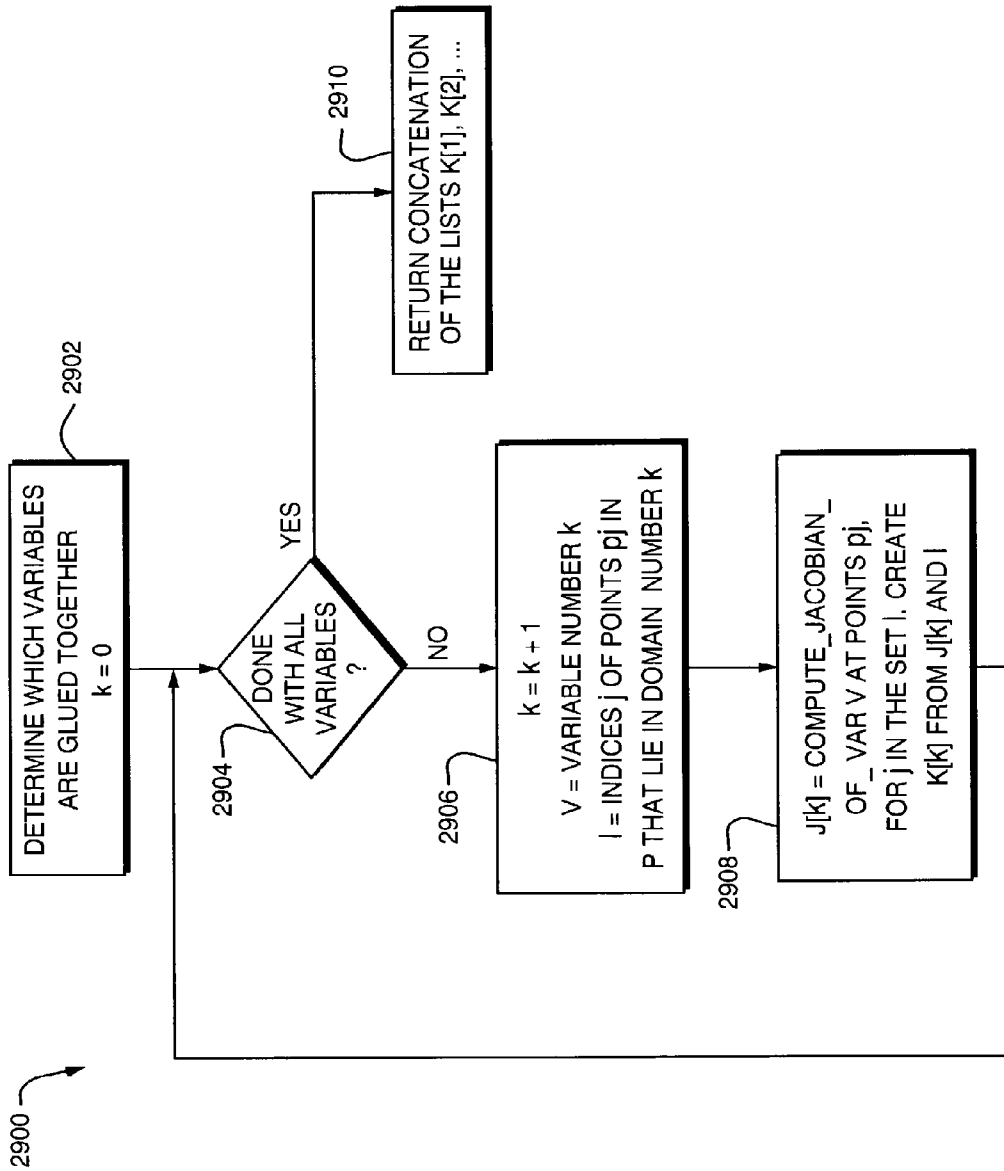 2900
DETERMINE WHICH VARIABLES
ARE GLUED TOGETHER
k = 0
2902
DONE
WITH ALL
VARIABLES
?
2904
YES
NO
RETURN CONCATENATION
OF THE LISTS K[1], K[2], ...
2910
k = k + 1
V = VARIABLE NUMBER k
I = INDICES j OF POINTS pj IN
P THAT LIE IN DOMAIN NUMBER k
2906
J[k] = COMPUTE_JACOBIAN_
OF_VAR V AT POINTS pj,
FOR j IN THE SET I. CREATE
K[k] FROM J[k] AND I
2908